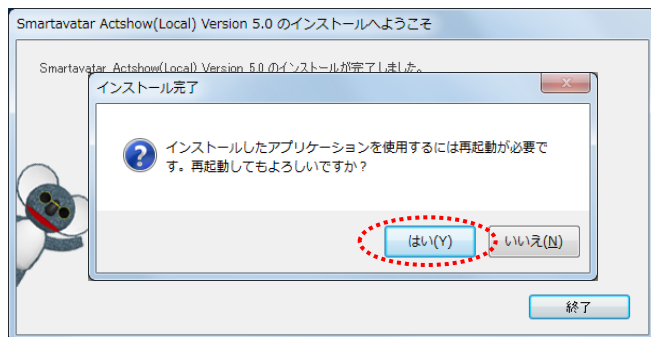 Smartavatar Actshow(Local) Version 5.0 のインストールへようこそ
Smartavatar Actshow(Local) Version 5.0 のインストールが完了しました。
インストール完了
インストールしたアプリケーションを使用するには再起動が必要で
す。再起動してもよろしいですか？
はい(Y) いいえ(N)
終了